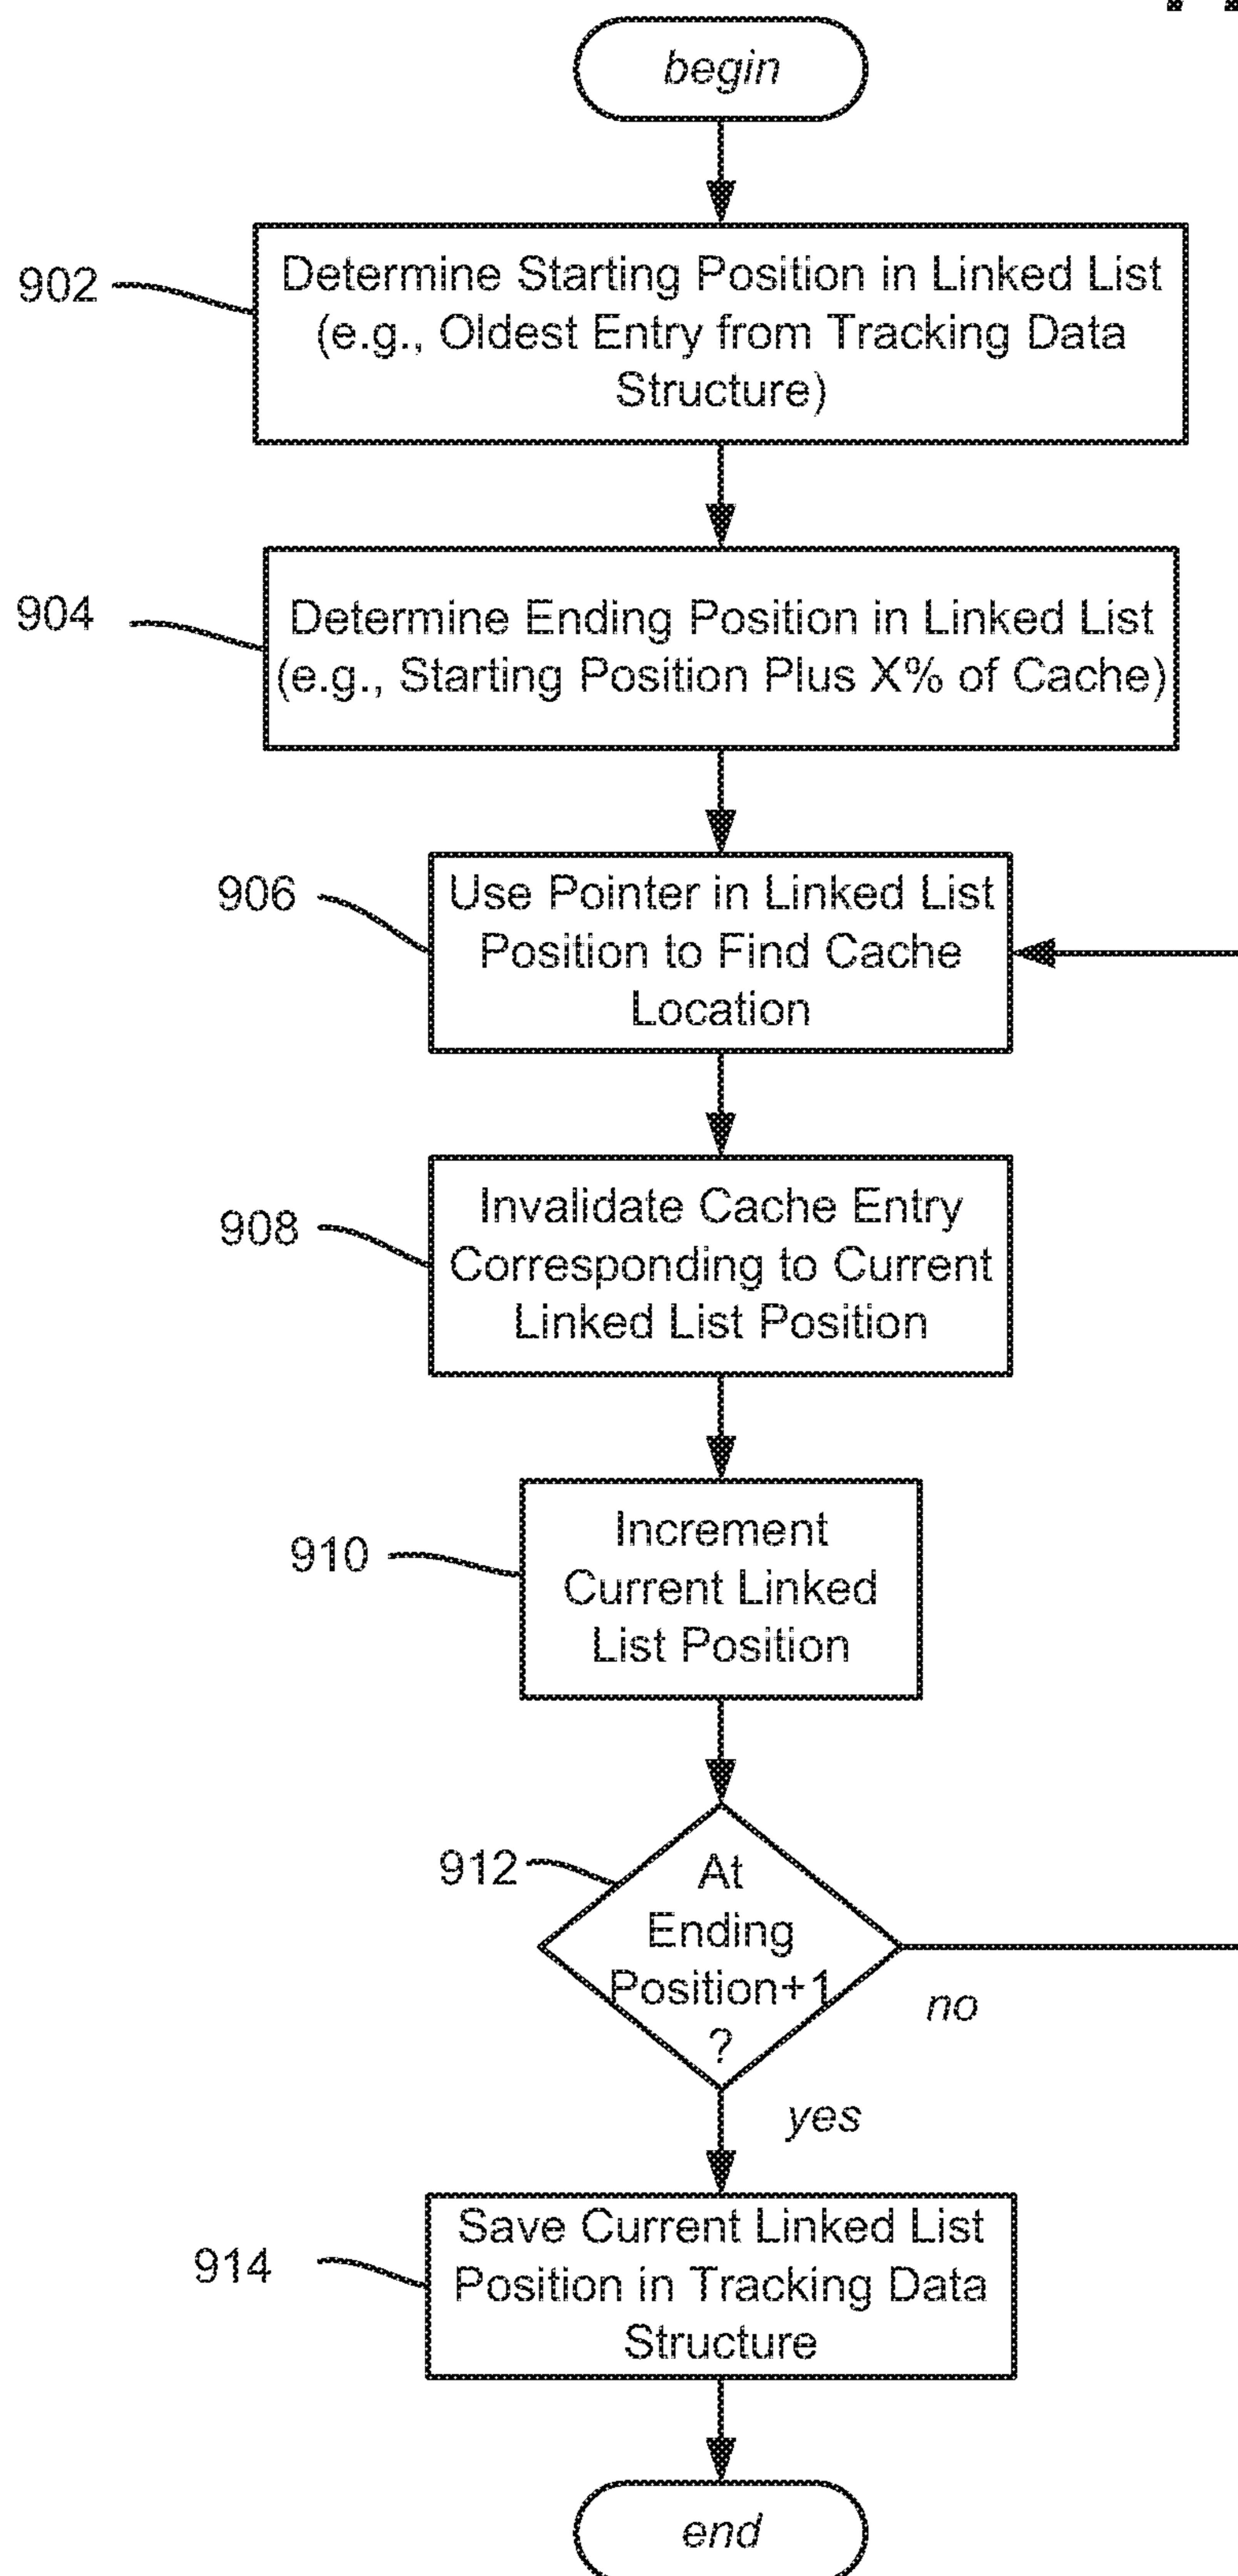 begin
902
Determine Starting Position in Linked List
(e.g., Oldest Entry from Tracking Data
Structure)
904
Determine Ending Position in Linked List
(e.g., Starting Position Plus X% of Cache)
906
Use Pointer in Linked List
Position to Find Cache
Location
908
Invalidate Cache Entry
Corresponding to Current
Linked List Position
910
Increment
Current Linked
List Position
912
At
Ending
Position+1
?
no
yes
914
Save Current Linked List
Position in Tracking Data
Structure
end